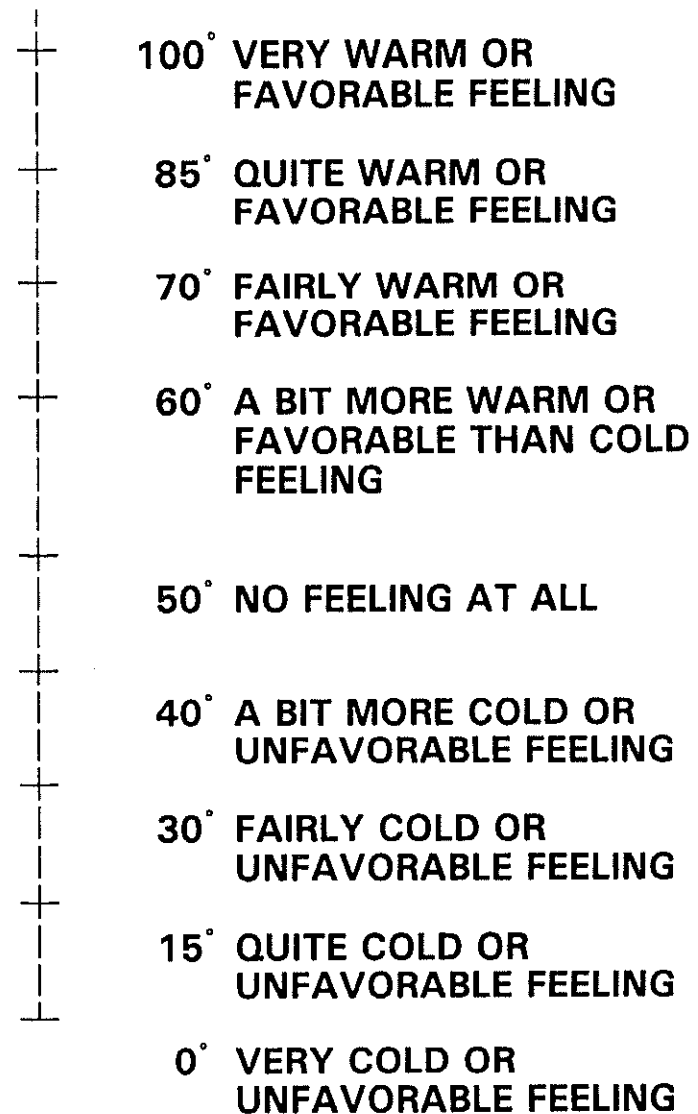 100° VERY WARM OR
FAVORABLE FEELING
85° QUITE WARM OR
FAVORABLE FEELING
70° FAIRLY WARM OR
FAVORABLE FEELING
60° A BIT MORE WARM OR
FAVORABLE THAN COLD
FEELING
50° NO FEELING AT ALL
40° A BIT MORE COLD OR
UNFAVORABLE FEELING
30° FAIRLY COLD OR
UNFAVORABLE FEELING
15° QUITE COLD OR
UNFAVORABLE FEELING
0° VERY COLD OR
UNFAVORABLE FEELING